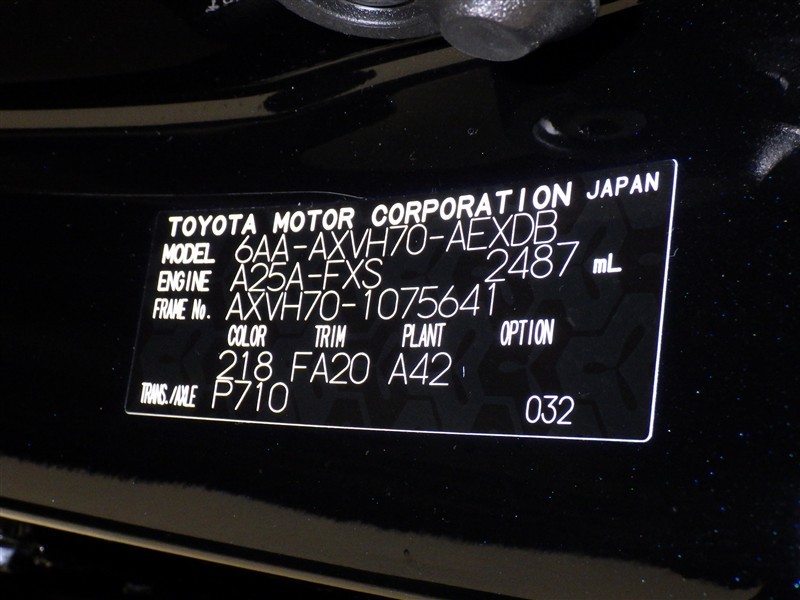 TOYOTA MOTOR CORPORATION JAPAN
MODEL 6AA-AXVH70-AEXDB
ENGINE A25A-FXS 2487 mL
FRAME No. AXVH70-1075641
COLOR TRIM PLANT OPTION
218 FA20 A42
TRANS./AXLE P710 032